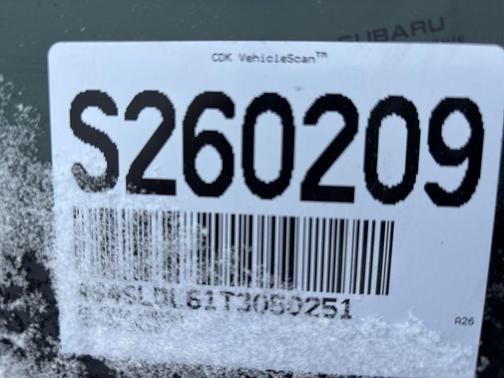 SUBARU
CDK VehicleScan™
S260209
4S4SLDL61T3050251
A26